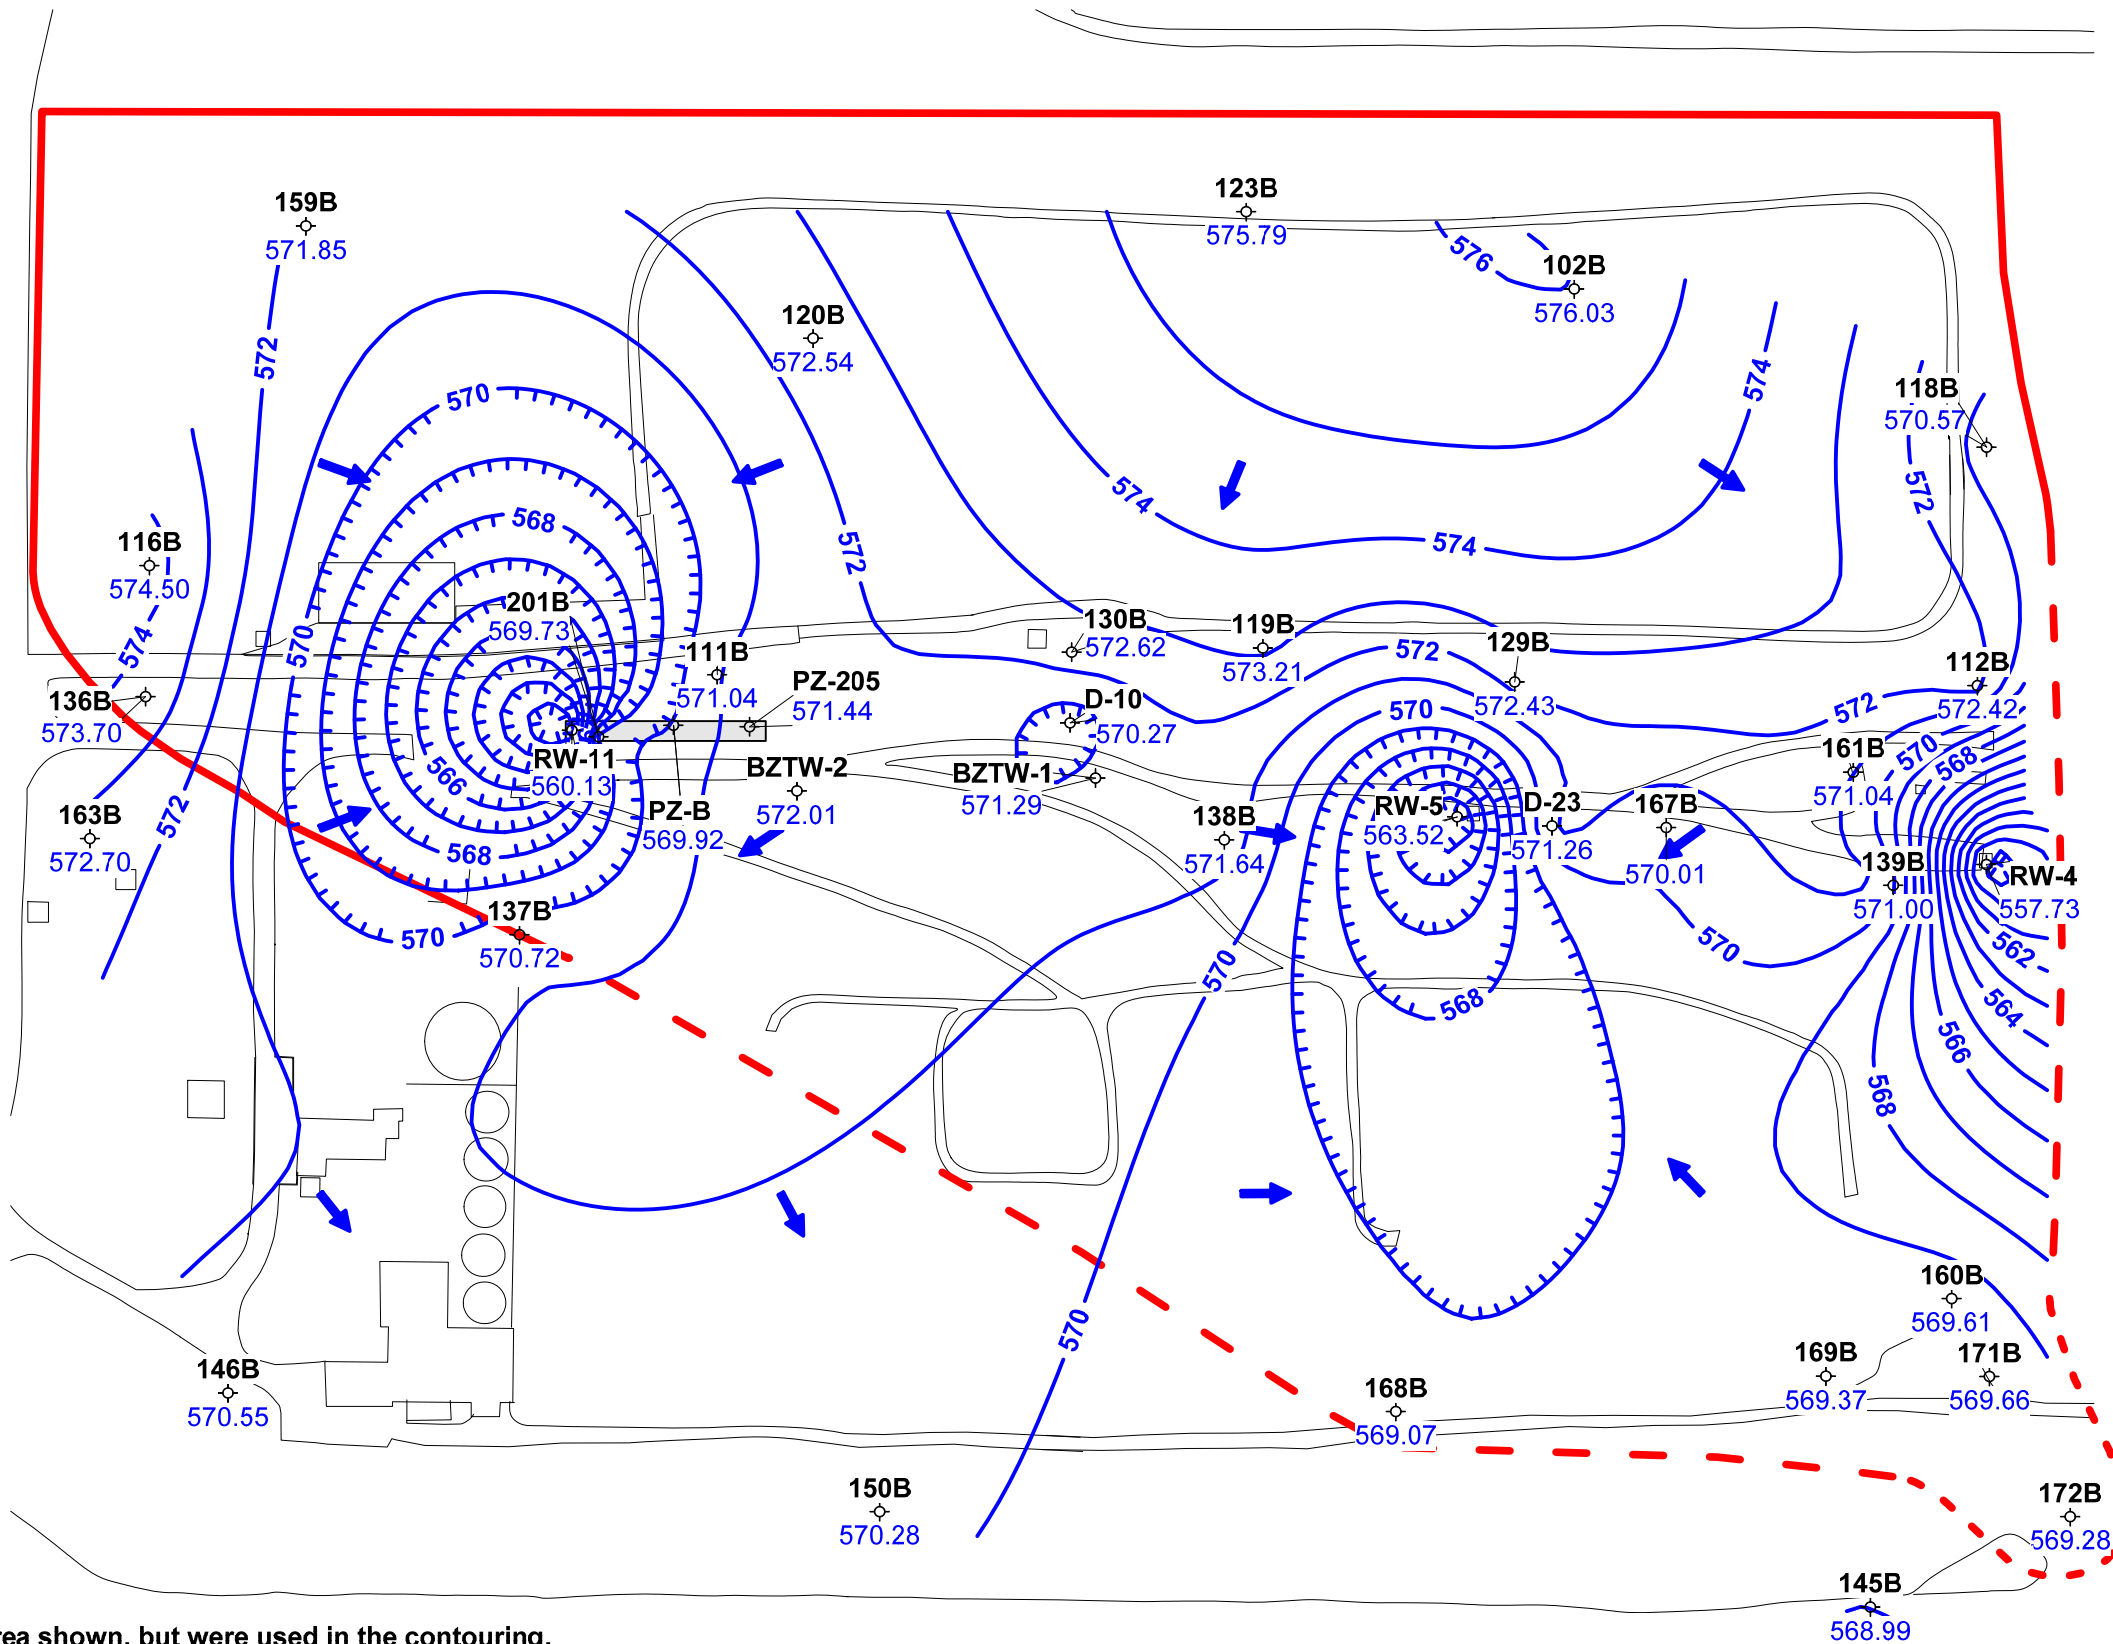 123B
575.79
159B
571.85
576
102B
576.03
120B
572.54
572
570
574
118B
570.57
572
574
568
574
572
116B
574.50
201B
569.73
130B
572.62
119B
573.21
129B
572.43
572
574
570
111B
571.04
PZ-205
571.44
112B
572.42
136B
573.70
D-10
570.27
570
572
161B
571.04
570
568
566
RW-11
560.13
BZTW-2
572.01
BZTW-1
571.29
PZ-B
569.92
RW-5
563.52
D-23
571.26
167B
570.01
138B
571.64
163B
572.70
572
568
139B
571.00
RW-4
557.73
137B
570.72
570
570
570
562
568
564
566
568
160B
569.61
570
169B
569.37
171B
569.66
146B
570.55
168B
569.07
150B
570.28
172B
569.28
145B
568.99
rea shown, but were used in the contouring.